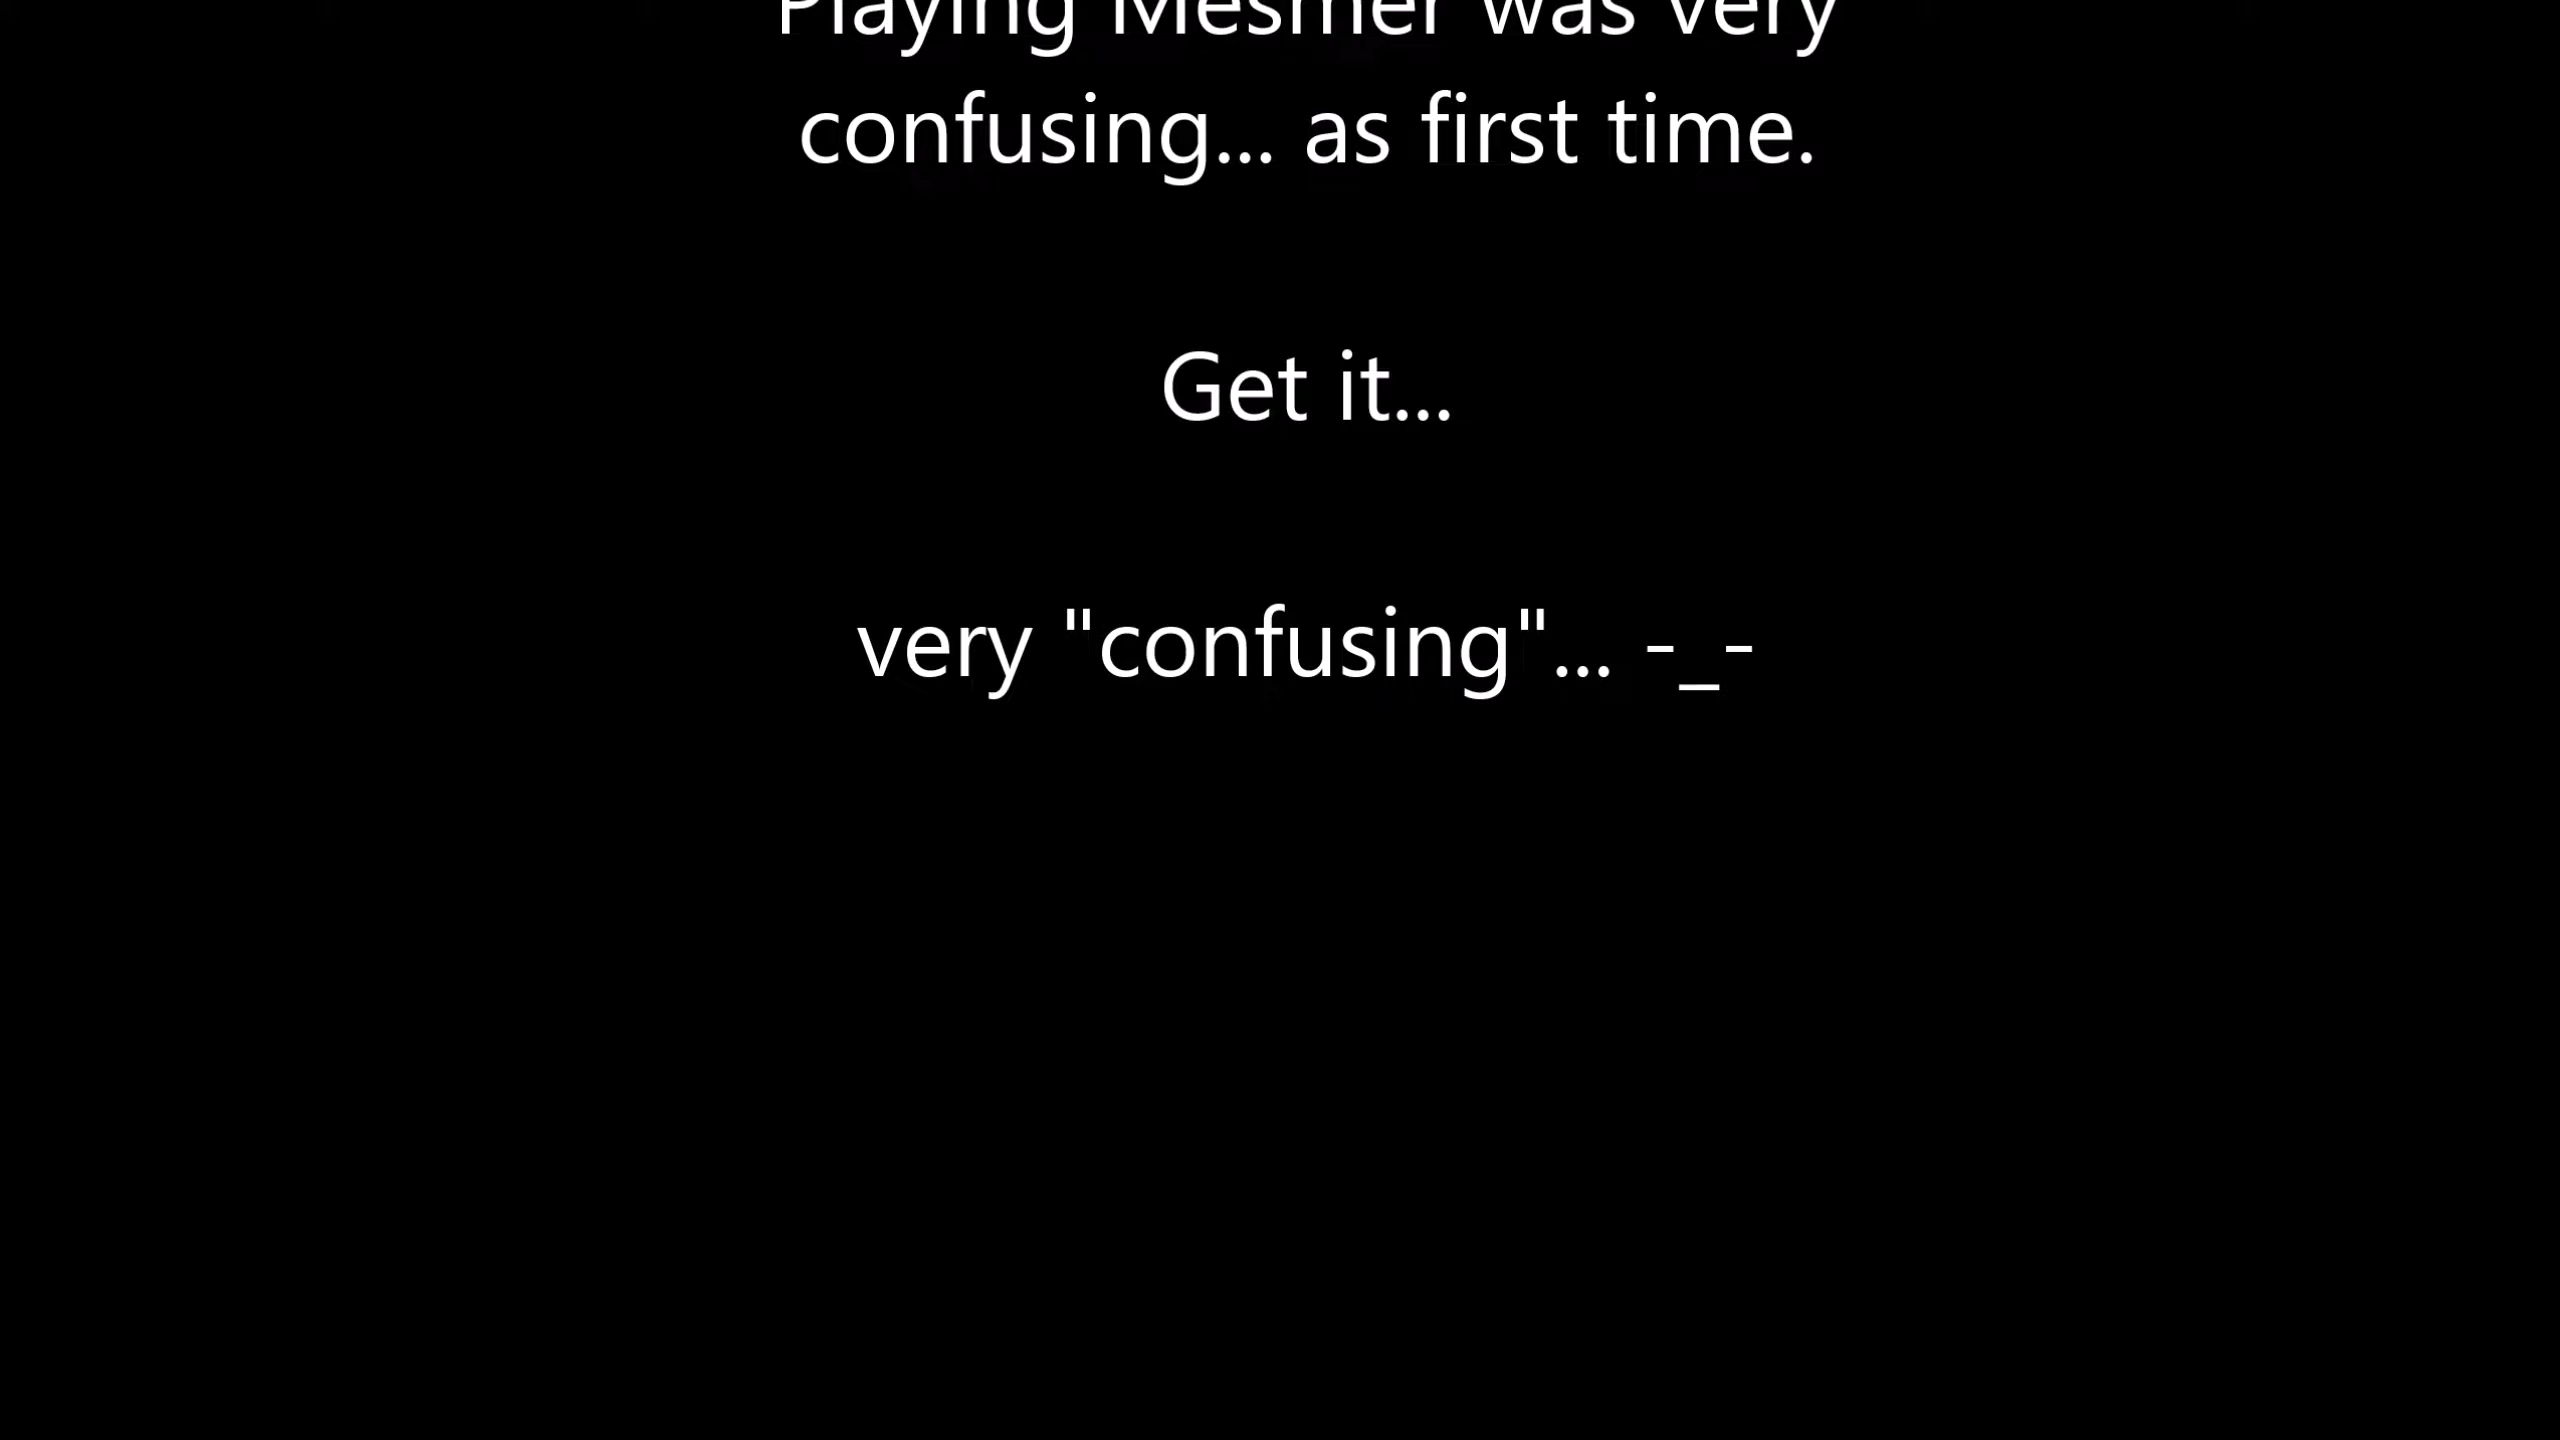 Playing Mesmer was very
confusing... as first time.
Get it...
very "confusing"... -_-